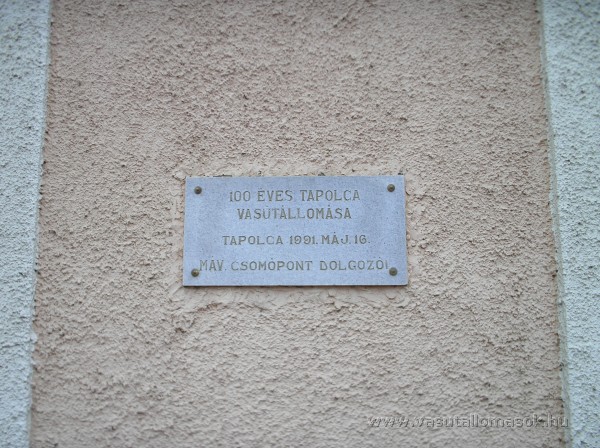 100 ÉVES TAPOLCA
VASUTÁLLOMÁSA
TAPOLCA 1991. MÁJ. 16.
MÁV. CSOMÓPONT DOLGOZÓI
www.vasutallomasok.hu